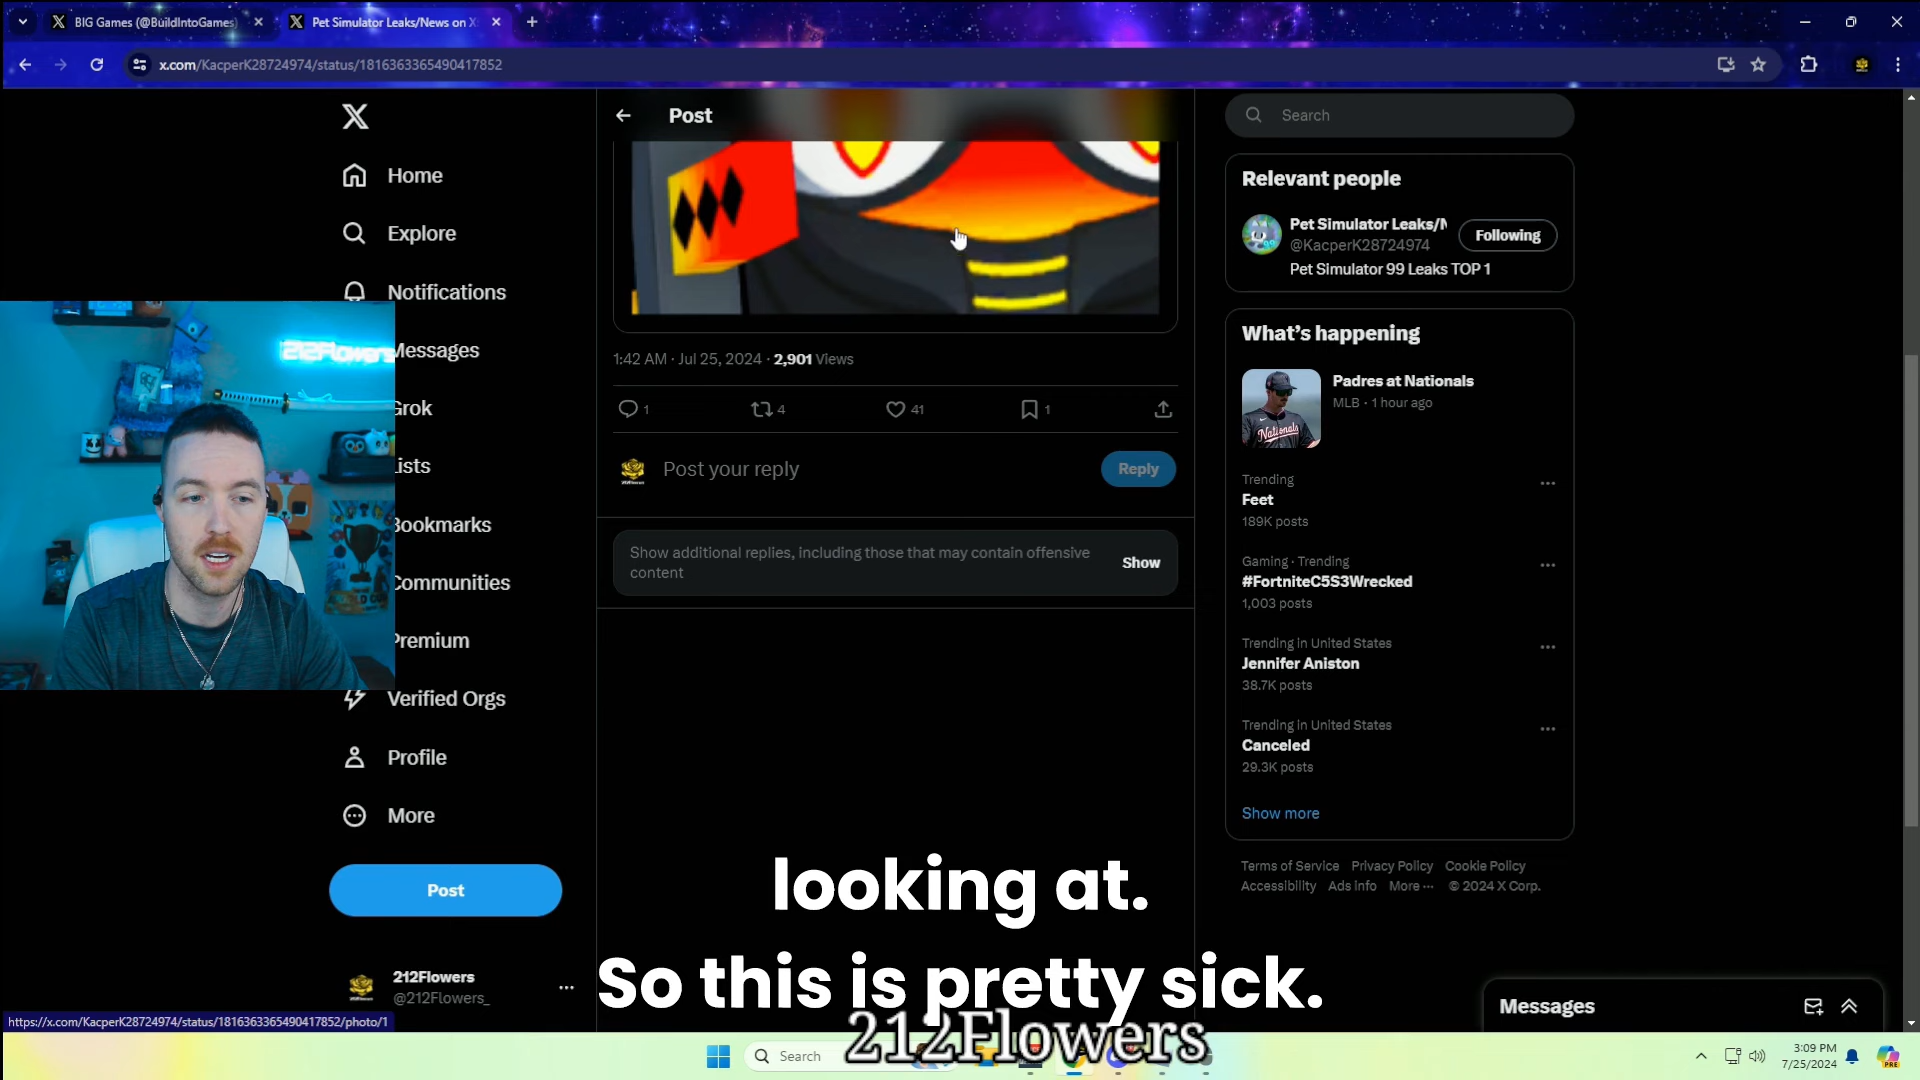 BIG Games (@BuildIntoGames)
Pet Simulator Leaks/News on X
x.com/KacperK28724974/status/1816363365490417852
Home
Explore
Notifications
Messages
Grok
Lists
Bookmarks
Communities
Premium
Verified Orgs
Profile
More
Post
212Flowers
@212Flowers_
https://x.com/KacperK28724974/status/1816363365490417852/photo/1
212Flowers
Post
1:42 AM · Jul 25, 2024 · 2,901 Views
1 4 41 1
Post your reply
Reply
Show additional replies, including those that may contain offensive
content
Show
Search
Relevant people
Pet Simulator Leaks/
@KacperK28724974
Following
Pet Simulator 99 Leaks TOP 1
What's happening
Padres at Nationals
MLB · 1 hour ago
Nationals
Trending
Feet
189K posts
Gaming · Trending
#FortniteC5S3Wrecked
1,003 posts
Trending in United States
Jennifer Aniston
38.7K posts
Trending in United States
Canceled
29.3K posts
Show more
Terms of Service Privacy Policy Cookie Policy
Accessibility Ads info More ··· © 2024 X Corp.
Messages
looking at.
So this is pretty sick.
212Flowers
Search
3:09 PM
7/25/2024
PRE